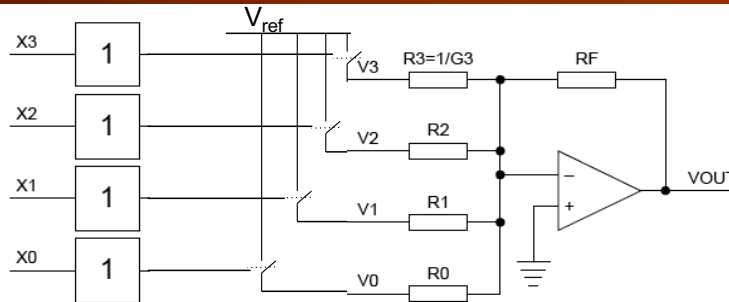 Vref
X3 1 V3 R3=1/G3 RF
X2 1 V2 R2
− VOUT
X1 1 V1 R1 +
X0 1 V0 R0